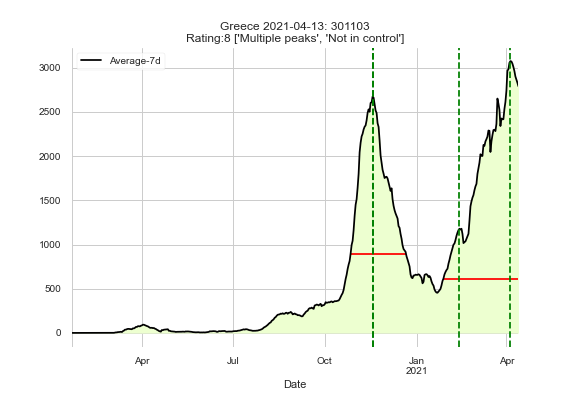 Greece 2021-04-13: 301103
Rating:8 ['Multiple peaks', 'Not in control']
Average-7d
3000
2500
2000
1500
1000
500
0
Apr
Jul
Oct
Jan
2021
Apr
Date